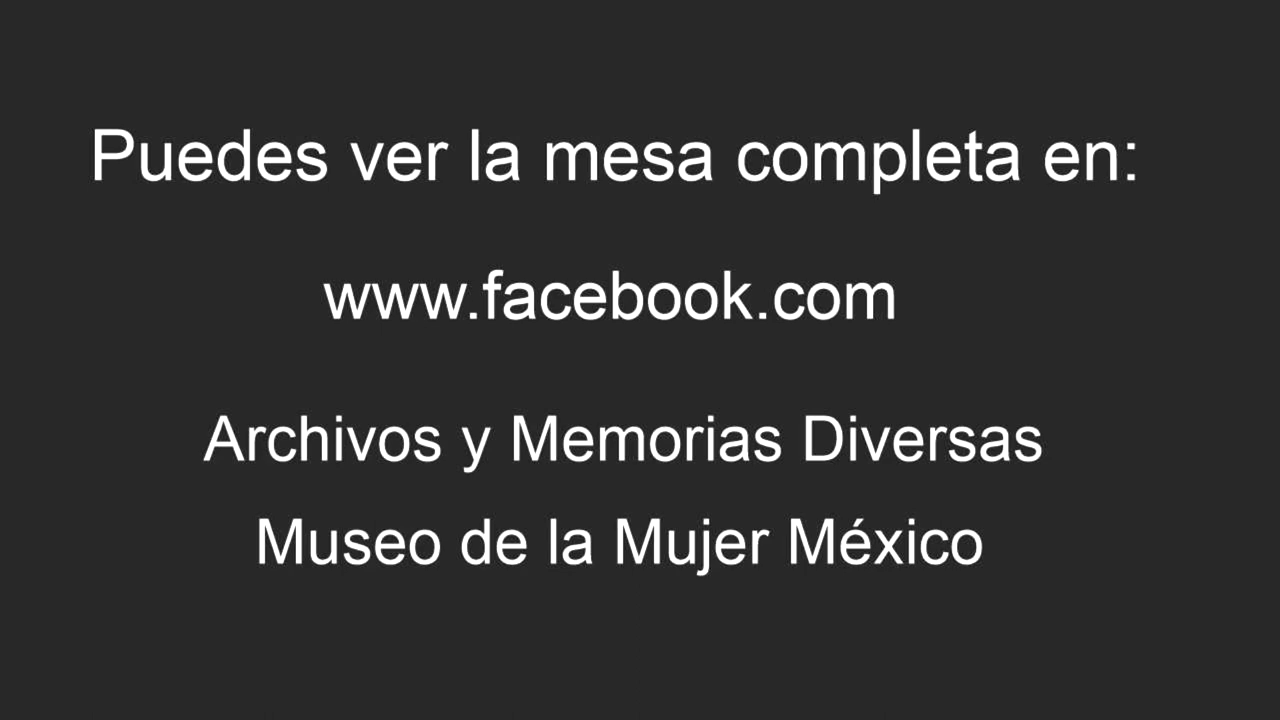 Puedes ver la mesa completa en:
www.facebook.com
Archivos y Memorias Diversas
Museo de la Mujer México